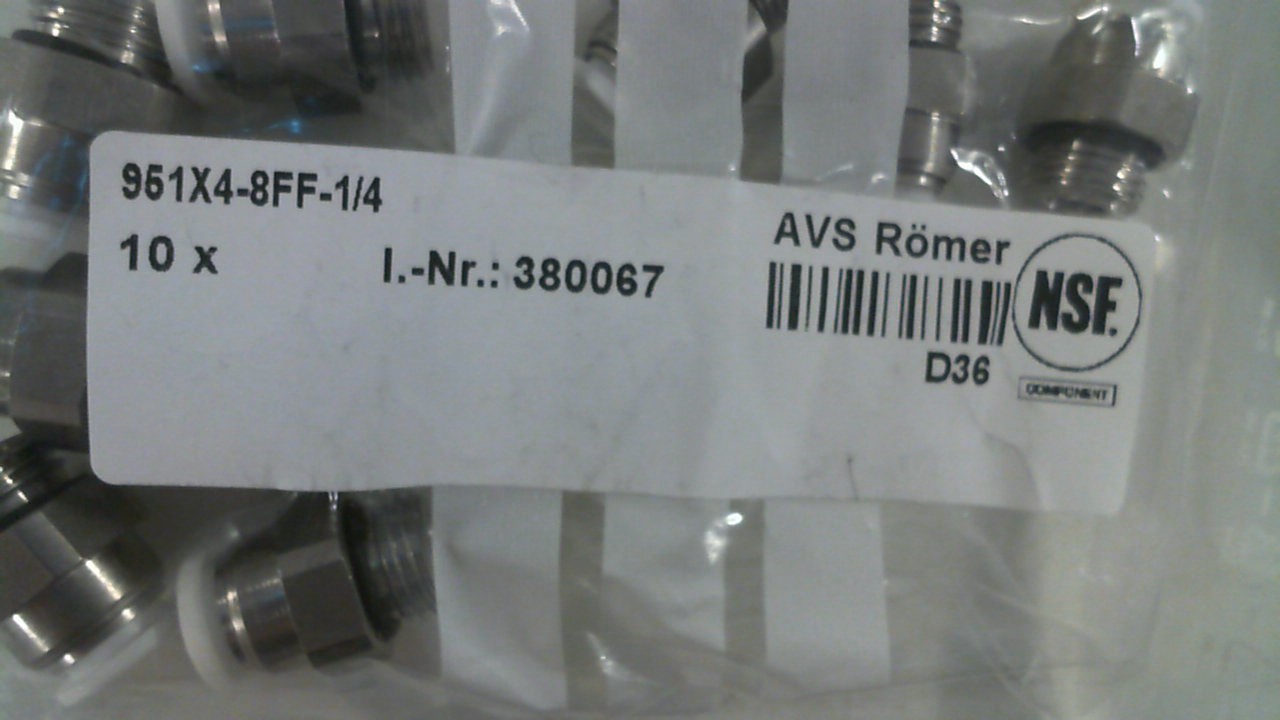 951X4-8FF-1/4
10 x
I.-Nr.: 380067
AVS Römer
D36
NSF.
COMPONENT